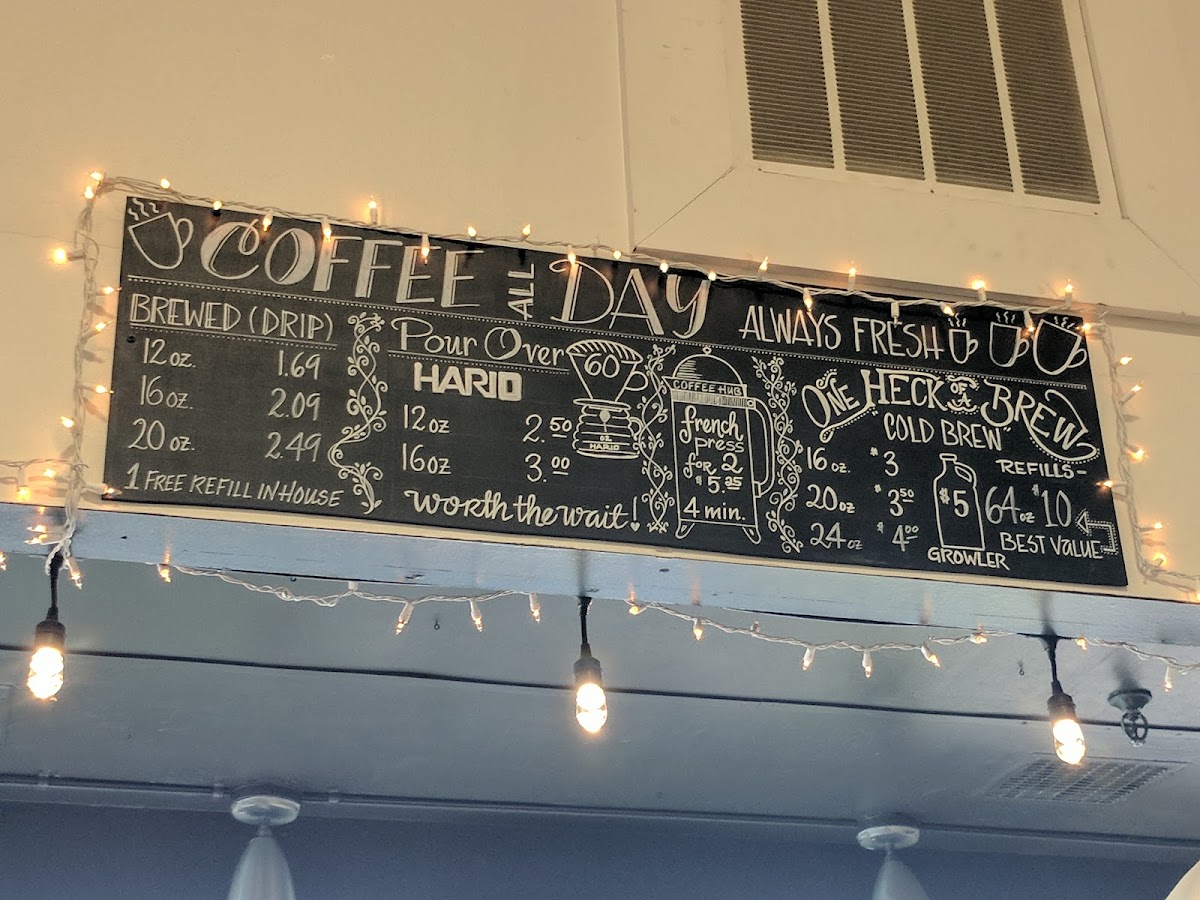 COFFEE ALL DAY ALWAYS FRESH
BREWED (DRIP)
12 oz. 1.69
16 oz. 2.09
20 oz. 2.49
1 FREE REFILL IN HOUSE
Pour Over
HARIO
60
12 oz 2.50
16 oz 3.00
HARIO
worth the wait!
COFFEE HUB
french
press
for 2
$5.25
4 min.
ONE HECK OF A BREW
COLD BREW
16 oz. $3
20 oz $3.50
24 oz $4.00
$5
GROWLER
REFILLS-
64 oz $10
BEST VALUE